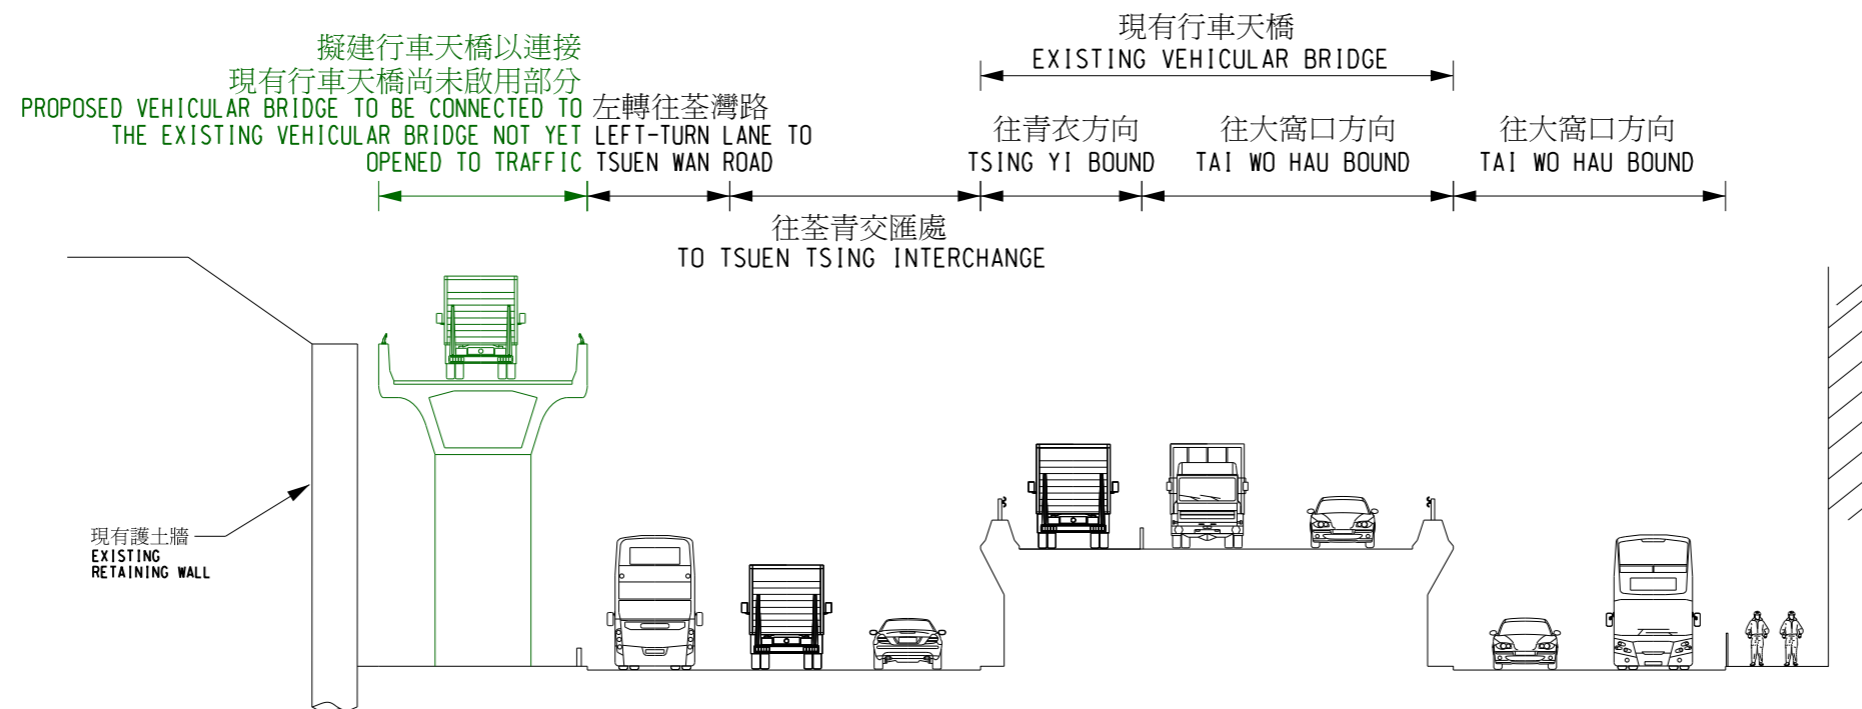 擬建行車天橋以連接
現有行車天橋尚未啟用部分
PROPOSED VEHICULAR BRIDGE TO BE CONNECTED TO
THE EXISTING VEHICULAR BRIDGE NOT YET
OPENED TO TRAFFIC
左轉往荃灣路
LEFT-TURN LANE TO
TSUEN WAN ROAD
往荃青交匯處
TO TSUEN TSING INTERCHANGE
現有行車天橋
EXISTING VEHICULAR BRIDGE
往青衣方向
TSING YI BOUND
往大窩口方向
TAI WO HAU BOUND
往大窩口方向
TAI WO HAU BOUND
現有護土牆
EXISTING
RETAINING WALL